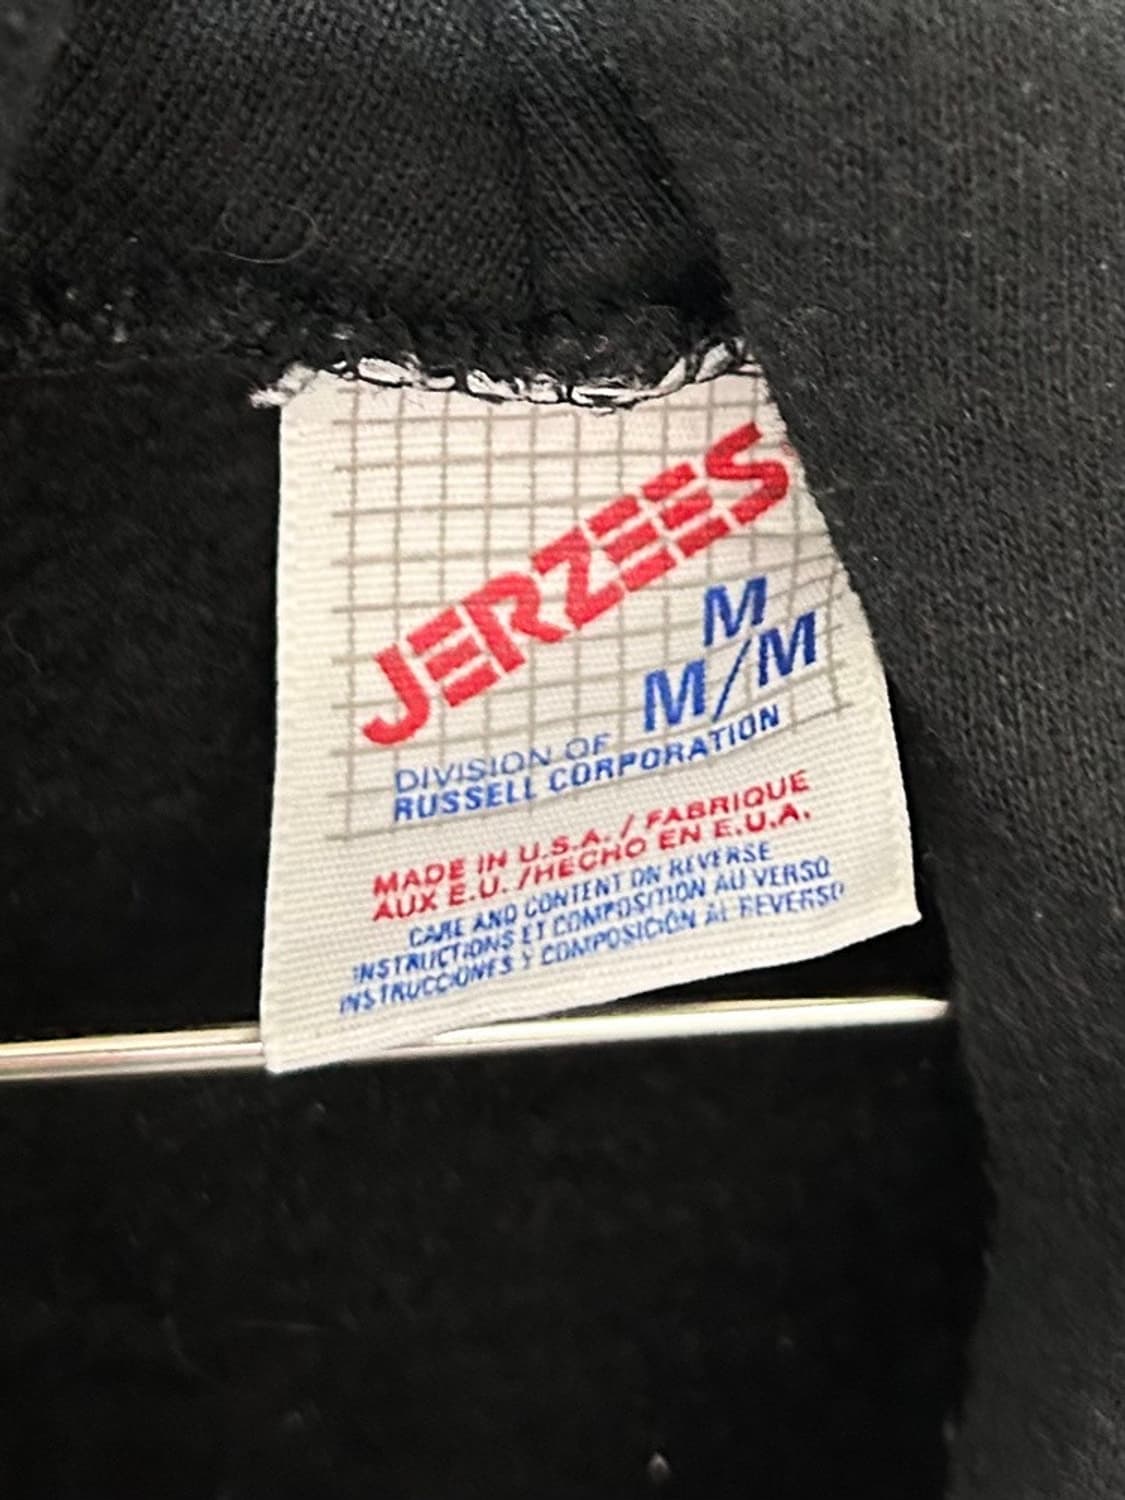 JERZEES
M
M/M
DIVISION OF
RUSSELL CORPORATION
MADE IN U.S.A. / FABRIQUE
AUX E.U. /HECHO EN E.U.A.
CARE AND CONTENT ON REVERSE
INSTRUCTIONS ET COMPOSITION AU VERSO
INSTRUCCIONES Y COMPOSICIÓN AL REVERSO